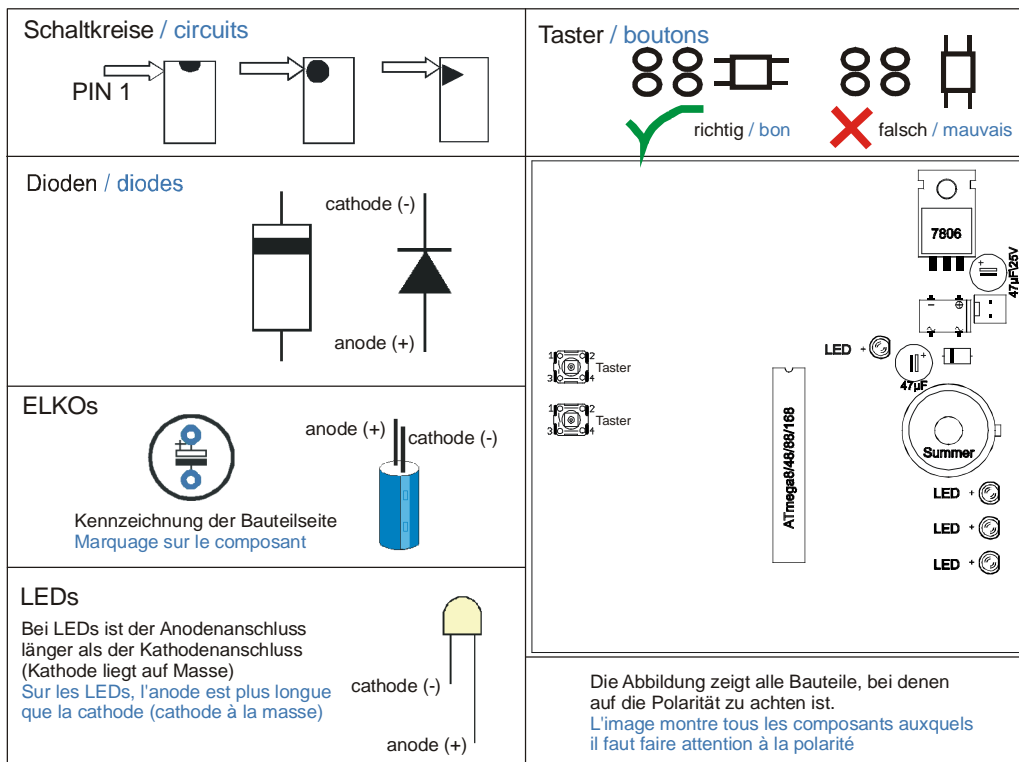 Schaltkreise / circuits
PIN 1
Taster / boutons
richtig / bon
falsch / mauvais
Dioden / diodes
cathode (-)
anode (+)
ELKOs
anode (+)
cathode (-)
+
Kennzeichnung der Bauteilseite
Marquage sur le composant
LEDs
Bei LEDs ist der Anodenanschluss
länger als der Kathodenanschluss
(Kathode liegt auf Masse)
Sur les LEDs, l'anode est plus longue
que la cathode (cathode à la masse)
cathode (-)
anode (+)
7806
+
47µF\25V
LED +
+
47µF
1 2
3 4
Taster
1 2
3 4
Taster
ATmega8/48/88/168
Summer
LED +
LED +
LED +
Die Abbildung zeigt alle Bauteile, bei denen
auf die Polarität zu achten ist.
L'image montre tous les composants auxquels
il faut faire attention à la polarité